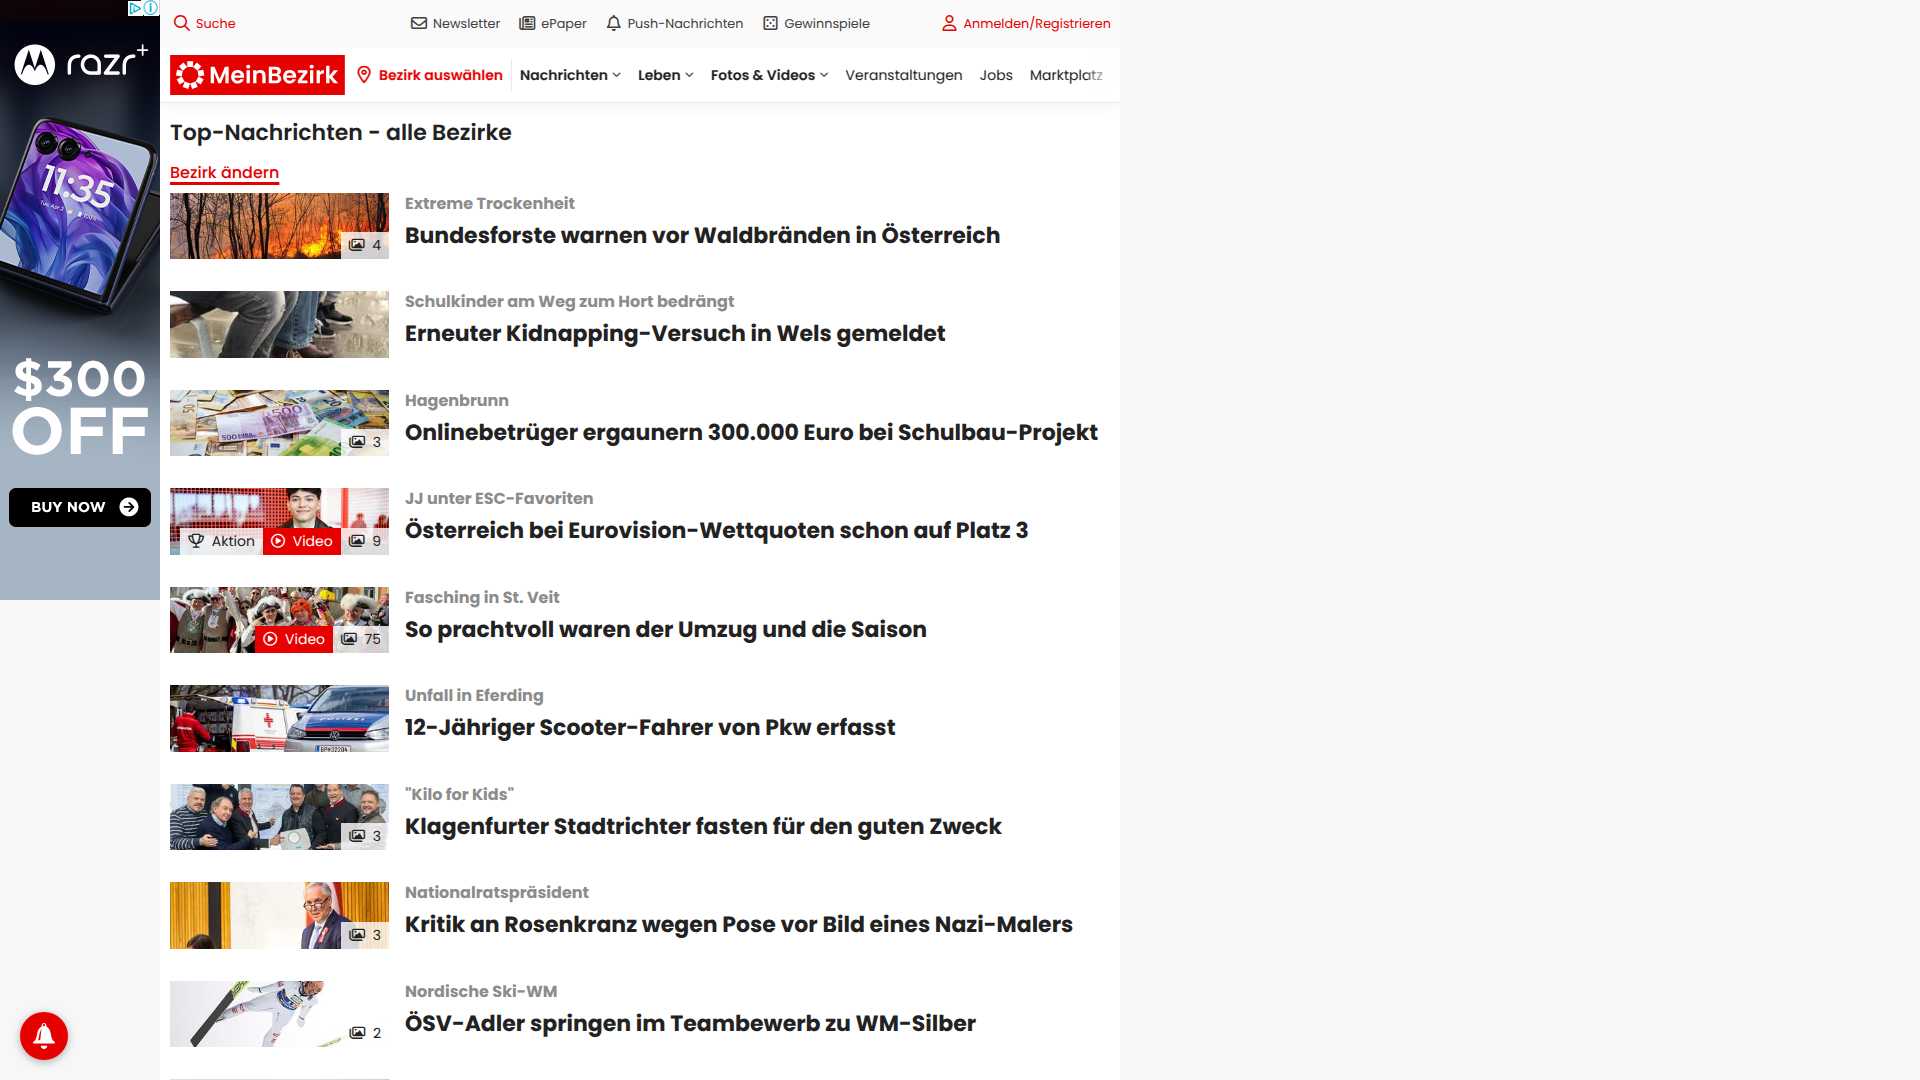 razr+
11:35
$300
OFF
BUY NOW
Suche
Newsletter
ePaper
Push-Nachrichten
Gewinnspiele
Anmelden/Registrieren
MeinBezirk
Bezirk auswählen
Nachrichten
Leben
Fotos & Videos
Veranstaltungen
Jobs
Marktplatz
Top-Nachrichten - alle Bezirke
Bezirk ändern
4
Extreme Trockenheit
Bundesforste warnen vor Waldbränden in Österreich
Schulkinder am Weg zum Hort bedrängt
Erneuter Kidnapping-Versuch in Wels gemeldet
3
Hagenbrunn
Onlinebetrüger ergaunern 300.000 Euro bei Schulbau-Projekt
Aktion
Video
9
JJ unter ESC-Favoriten
Österreich bei Eurovision-Wettquoten schon auf Platz 3
Video
75
Fasching in St. Veit
So prachtvoll waren der Umzug und die Saison
Unfall in Eferding
12-Jähriger Scooter-Fahrer von Pkw erfasst
3
"Kilo for Kids"
Klagenfurter Stadtrichter fasten für den guten Zweck
3
Nationalratspräsident
Kritik an Rosenkranz wegen Pose vor Bild eines Nazi-Malers
2
Nordische Ski-WM
ÖSV-Adler springen im Teambewerb zu WM-Silber